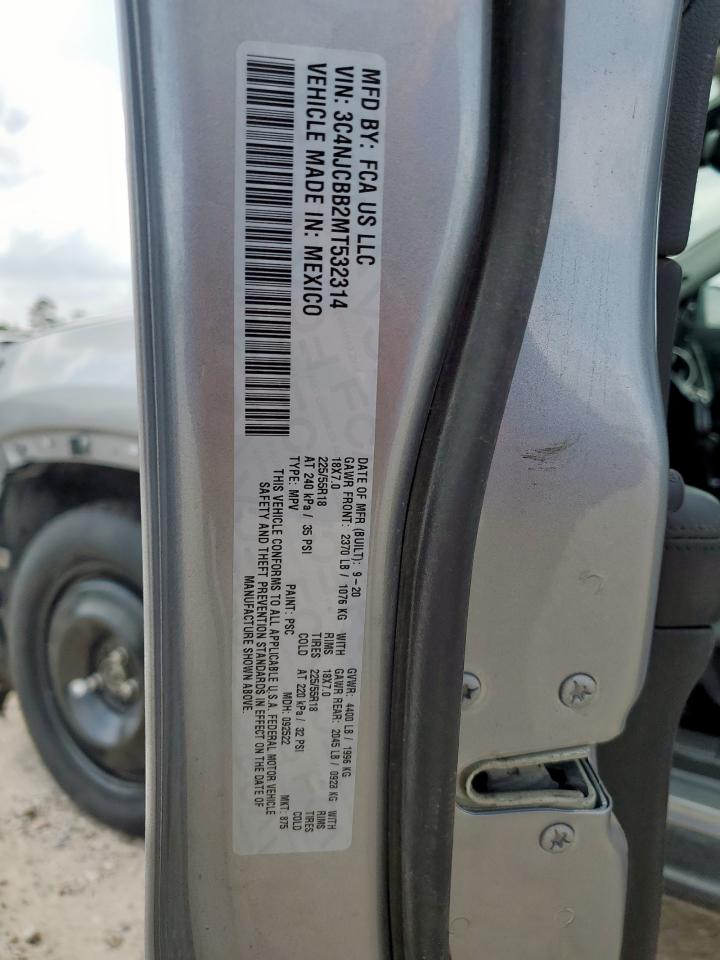 MFD BY: FCA US LLC
VIN: 3C4NJCBB2MT532314
VEHICLE MADE IN: MEXICO
DATE OF MFR (BUILT): 9-20 GVWR: 4400 LB / 1996 KG
GAWR FRONT: 2370 LB / 1076 KG WITH GAWR REAR: 2045 LB / 0928 KG WITH
18X7.0 RIMS 18X7.0 RIMS
225/55R18 TIRES 225/55R18 TIRES
AT 240 kPa / 35 PSI COLD AT 220 kPa / 32 PSI COLD
TYPE: MPV PAINT: PSC MDH: 092522 MKT: 875
THIS VEHICLE CONFORMS TO ALL APPLICABLE U.S.A. FEDERAL MOTOR VEHICLE
SAFETY AND THEFT PREVENTION STANDARDS IN EFFECT ON THE DATE OF
MANUFACTURE SHOWN ABOVE.